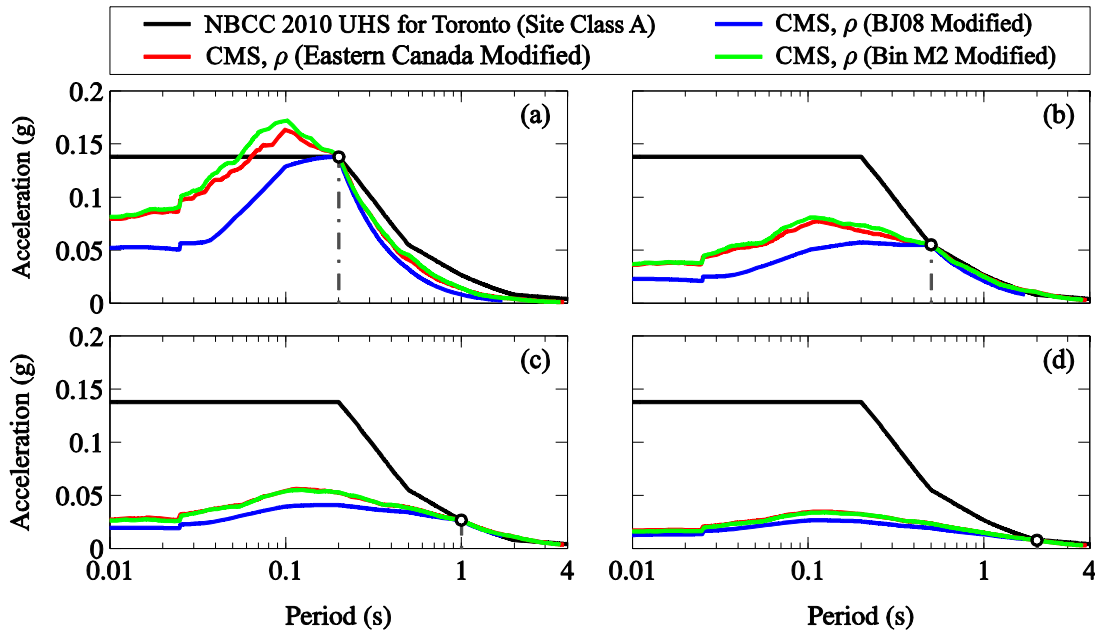 NBCC 2010 UHS for Toronto (Site Class A)
CMS, ρ (BJ08 Modified)
CMS, ρ (Eastern Canada Modified)
CMS, ρ (Bin M2 Modified)
0.2
0.15
0.1
0.05
0
Acceleration (g)
(a)
(b)
0.2
0.15
0.1
0.05
0
Acceleration (g)
(c)
(d)
0.01 0.1 1 4
0.01 0.1 1 4
Period (s)
Period (s)